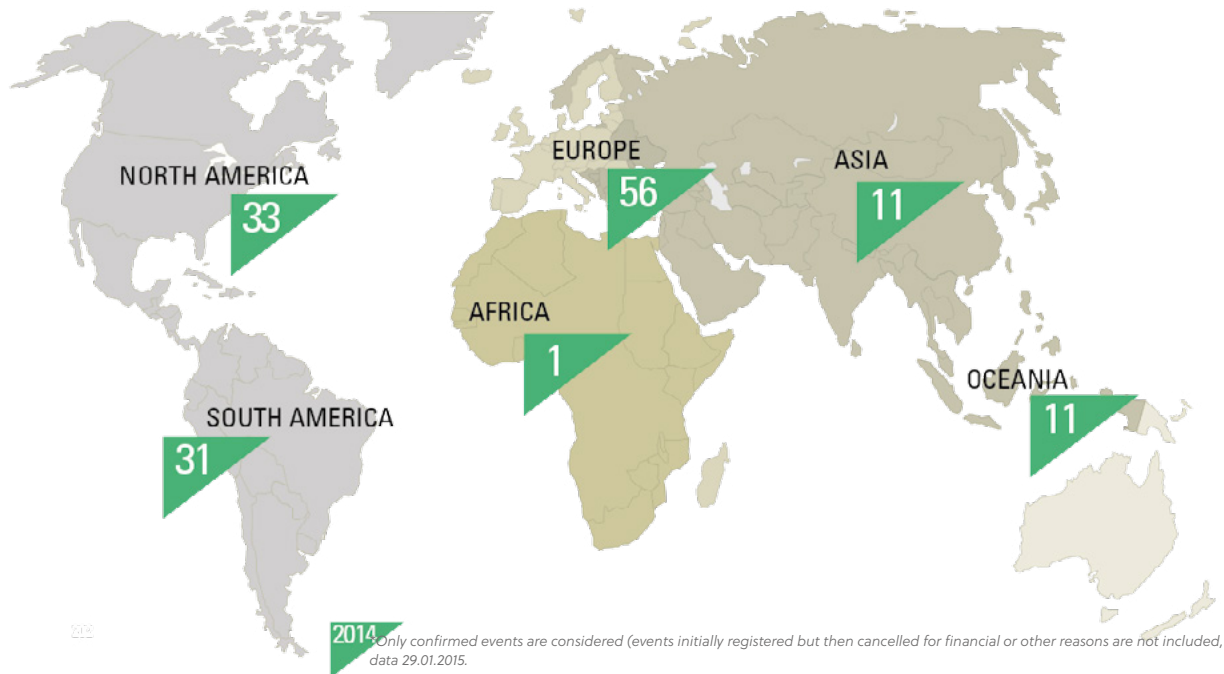 EUROPE
56
ASIA
11
NORTH AMERICA
33
AFRICA
1
OCEANIA
11
SOUTH AMERICA
31
2014
*Only confirmed events are considered (events initially registered but then cancelled for financial or other reasons are not included,
data 29.01.2015.